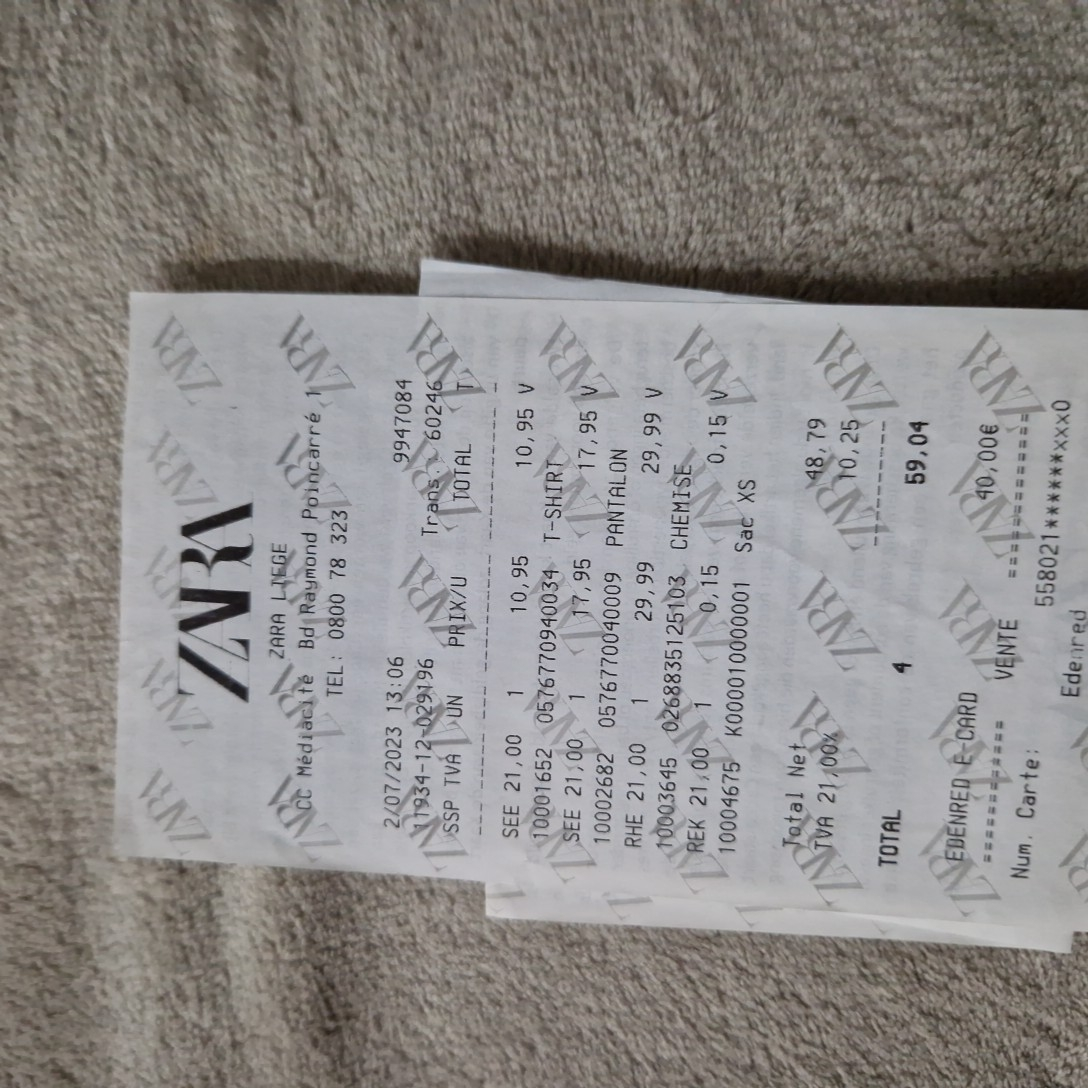 ZARA
ZARA LIEGE
CC Médiacité Bd Raymond Poincarré 1
TEL: 0800 78 323
2/07/2023 13:06 9947084
11934-12-029196 Trans. 60246
SSP TVA UN PRIX/U TOTAL T
SEE 21,00 1 10,95 10,95 V
10001652 0576770940034 T-SHIRT
SEE 21,00 1 17,95 17,95 V
10002682 0576770040009 PANTALON
RHE 21,00 1 29,99 29,99 V
10003645 0268835125103 CHEMISE
REK 21,00 1 0,15 0,15 V
10004675 K0000100000001 Sac XS
Total Net 48,79
TVA 21,00% 10,25
TOTAL 4 59,04
EDENRED E-CARD VENTE 40,00€
Num. Carte: 558021*********xxx0
Edenred